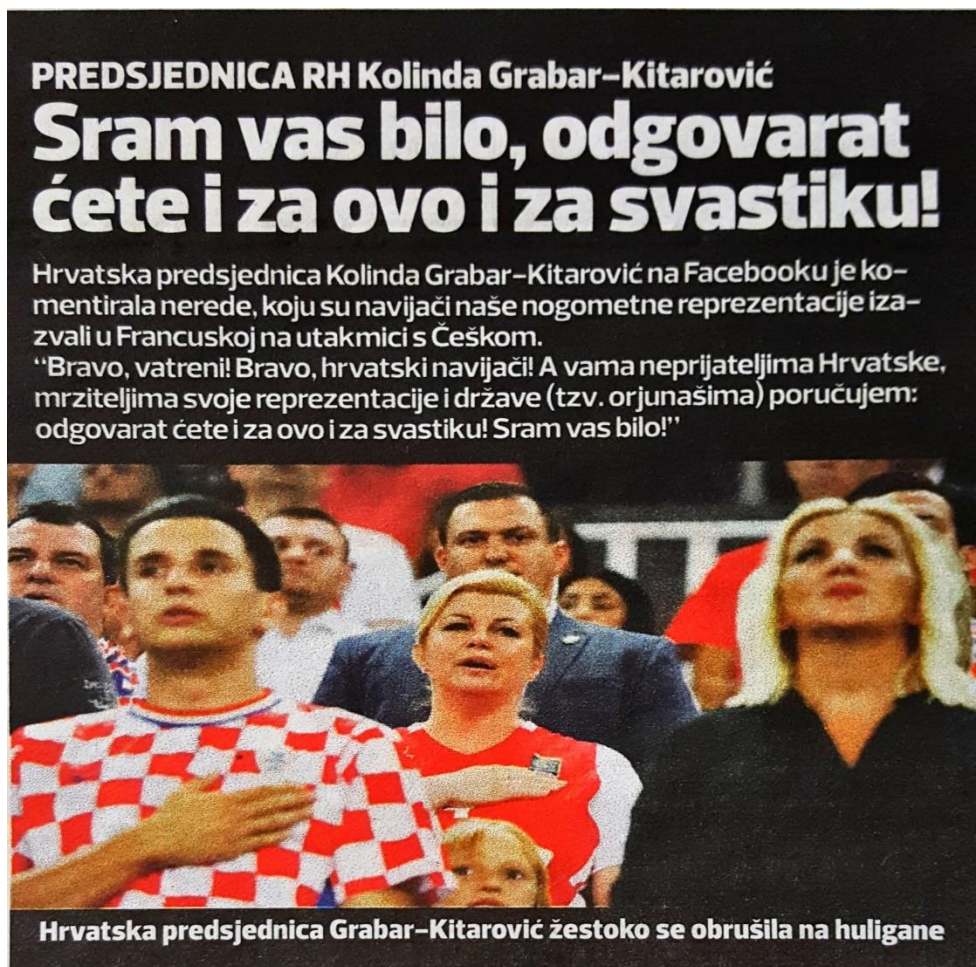 PREDSJEDNICA RH Kolinda Grabar-Kitarović
Sram vas bilo, odgovarat
ćete i za ovo i za svastiku!
Hrvatska predsjednica Kolinda Grabar-Kitarović na Facebooku je ko-
mentirala nerede, koju su navijači naše nogometne reprezentacije iza-
zvali u Francuskoj na utakmici s Češkom.
“Bravo, vatreni! Bravo, hrvatski navijači! A vama neprijateljima Hrvatske,
mrziteljima svoje reprezentacije i države (tzv. orjunašima) poručujem:
odgovarat ćete i za ovo i za svastiku! Sram vas bilo!”
Hrvatska predsjednica Grabar-Kitarović žestoko se obrušila na huligane